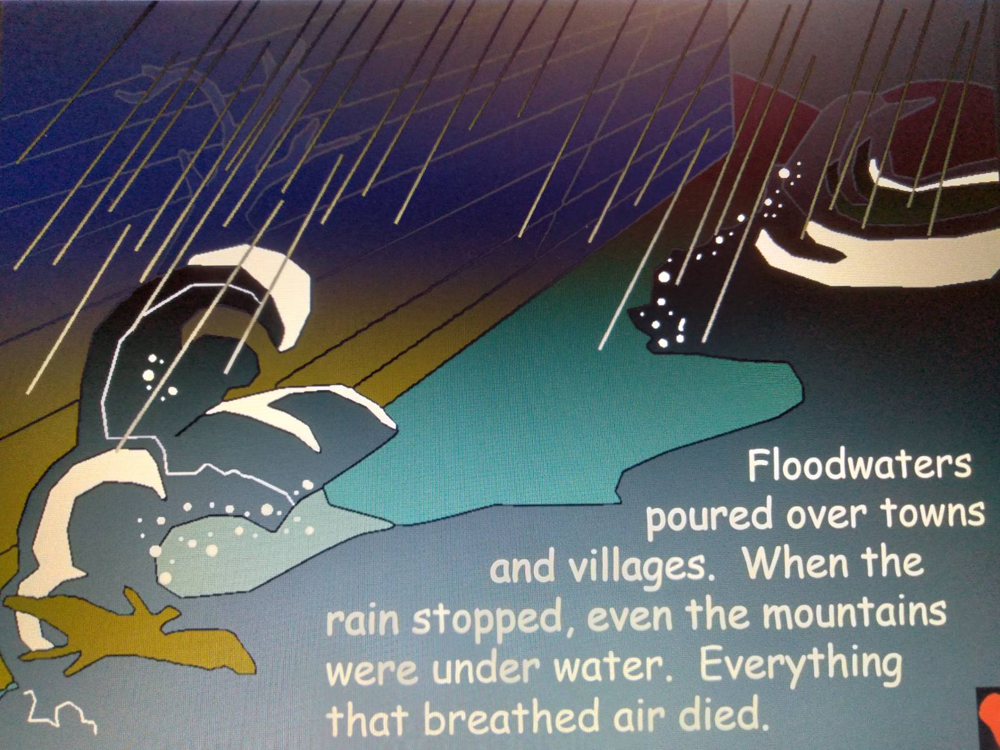 Floodwaters
poured over towns
and villages. When the
rain stopped, even the mountains
were under water. Everything
that breathed air died.